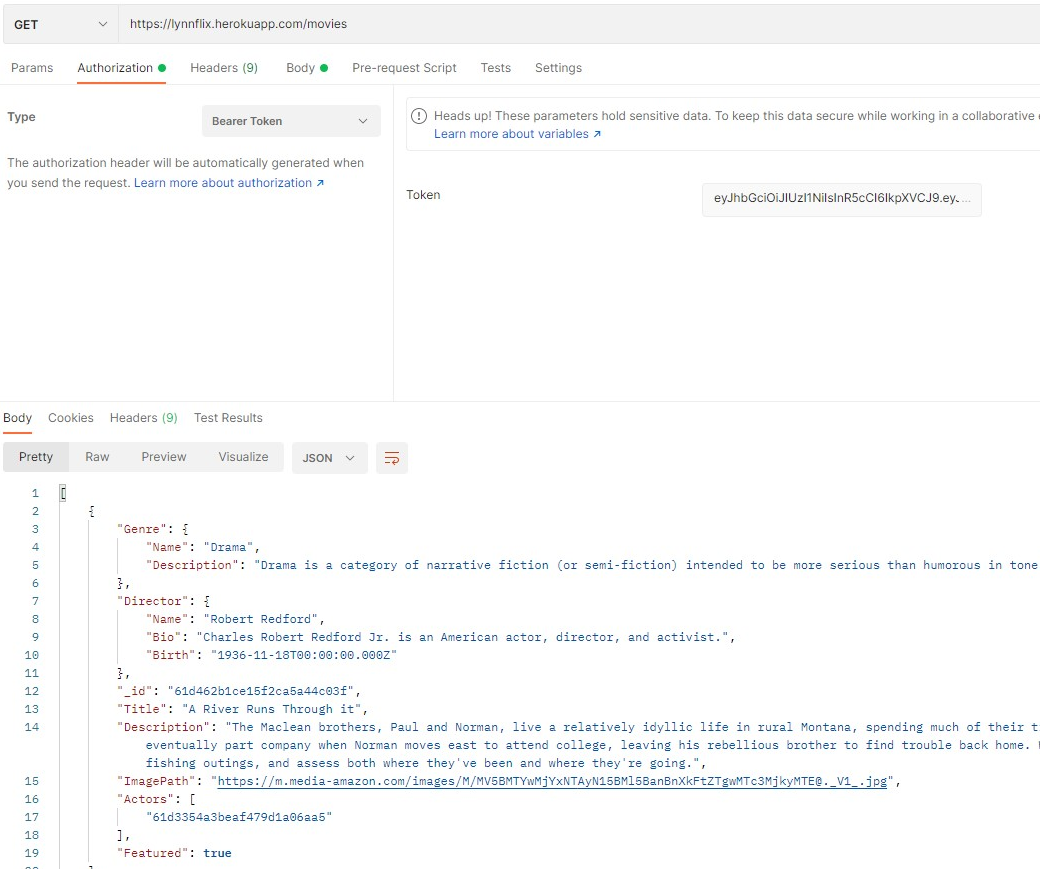 GET https://lynnflix.herokuapp.com/movies
Params Authorization Headers (9) Body Pre-request Script Tests Settings
Type Bearer Token
Heads up! These parameters hold sensitive data. To keep this data secure while working in a collaborative
Learn more about variables ↗
The authorization header will be automatically generated when
you send the request. Learn more about authorization ↗
Token eyJhbGciOiJIUzI1NiIsInR5cCI6IkpXVCJ9.ey. ...
Body Cookies Headers (9) Test Results
Pretty Raw Preview Visualize JSON
1 [
2 {
3 "Genre": {
4 "Name": "Drama",
5 "Description": "Drama is a category of narrative fiction (or semi-fiction) intended to be more serious than humorous in tone
6 },
7 "Director": {
8 "Name": "Robert Redford",
9 "Bio": "Charles Robert Redford Jr. is an American actor, director, and activist.",
10 "Birth": "1936-11-18T00:00:00.000Z"
11 },
12 "_id": "61d462b1ce15f2ca5a44c03f",
13 "Title": "A River Runs Through it",
14 "Description": "The Maclean brothers, Paul and Norman, live a relatively idyllic life in rural Montana, spending much of their
eventually part company when Norman moves east to attend college, leaving his rebellious brother to find trouble back home.
fishing outings, and assess both where they've been and where they're going.",
15 "ImagePath": "https://m.media-amazon.com/images/M/MV5BMTYwMjYxNTAyN15BMl5BanBnXkFtZTgwMTc3MjkyMTE@._V1_.jpg",
16 "Actors": [
17 "61d3354a3beaf479d1a06aa5"
18 ],
19 "Featured": true